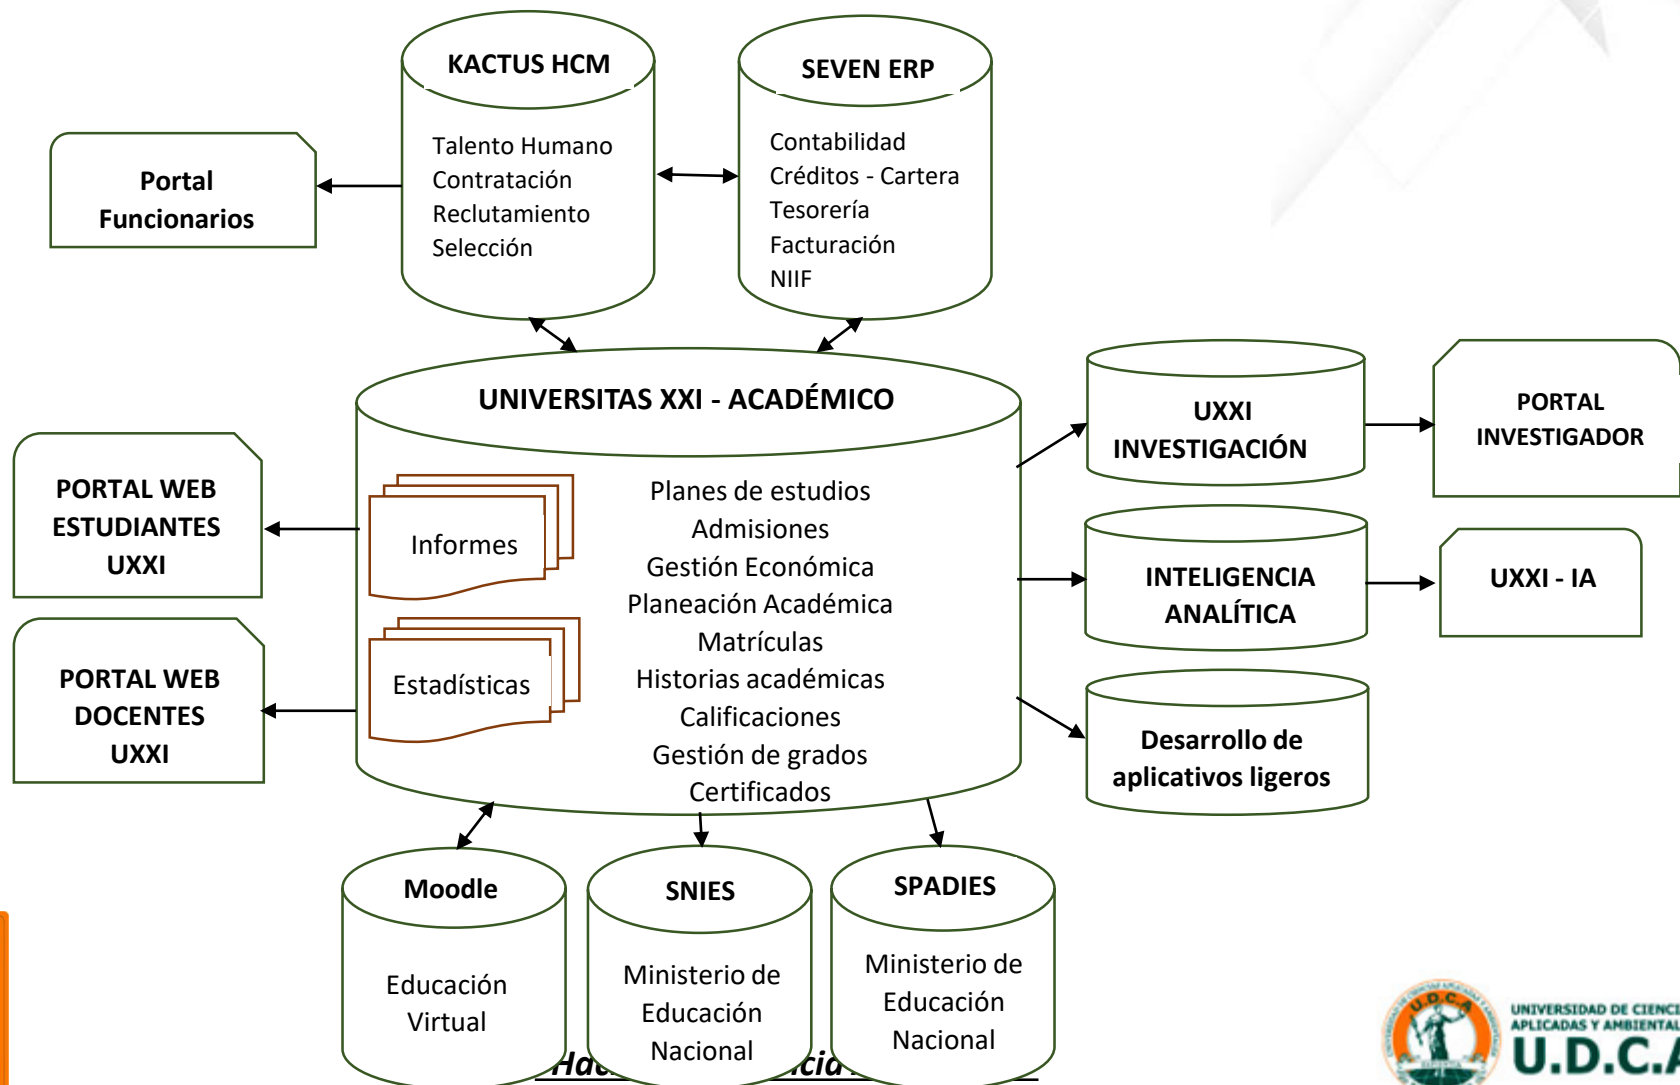 KACTUS HCM
Talento Humano
Contratación
Reclutamiento
Selección
SEVEN ERP
Contabilidad
Créditos - Cartera
Tesorería
Facturación
NIIF
Portal
Funcionarios
UNIVERSITAS XXI - ACADÉMICO
Informes
Estadísticas
Planes de estudios
Admisiones
Gestión Económica
Planeación Académica
Matrículas
Historias académicas
Calificaciones
Gestión de grados
Certificados
PORTAL WEB
ESTUDIANTES
UXXI
PORTAL WEB
DOCENTES
UXXI
UXXI
INVESTIGACIÓN
PORTAL
INVESTIGADOR
INTELIGENCIA
ANALÍTICA
UXXI - IA
Desarrollo de
aplicativos ligeros
Moodle
Educación
Virtual
SNIES
Ministerio de
Educación
Nacional
SPADIES
Ministerio de
Educación
Nacional
U.D.C.A
UNIVERSIDAD DE CIENCI
APLICADAS Y AMBIENTAL
U.D.C.A